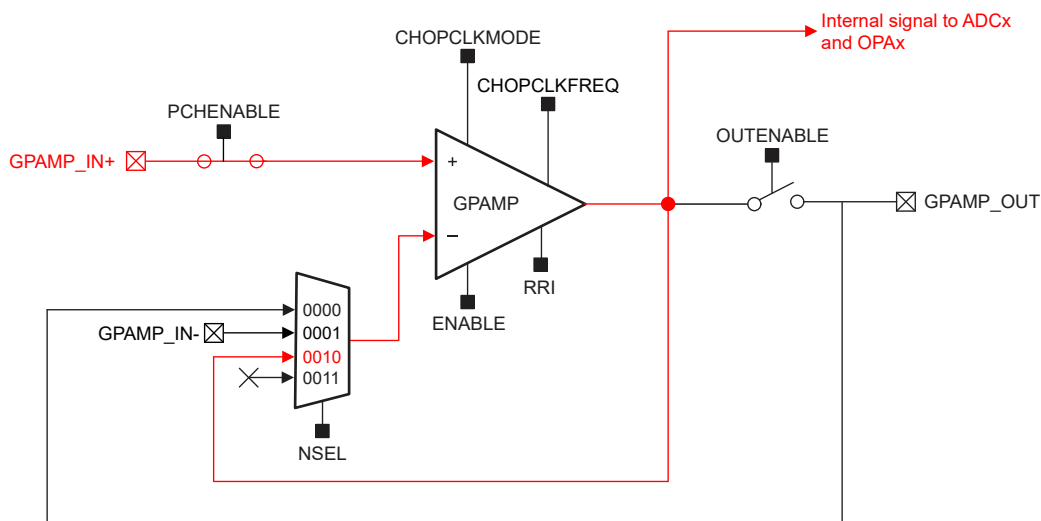 Internal signal to ADCx
and OPAx
CHOPCLKMODE
CHOPCLKFREQ
PCHENABLE
OUTENABLE
GPAMP_IN+
+
GPAMP
GPAMP_OUT
−
RRI
ENABLE
0000
GPAMP_IN-
0001
0010
0011
NSEL